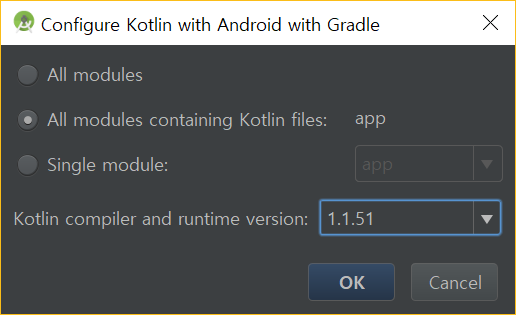 Configure Kotlin with Android with Gradle
All modules
All modules containing Kotlin files: app
Single module: app
Kotlin compiler and runtime version: 1.1.51
OK Cancel